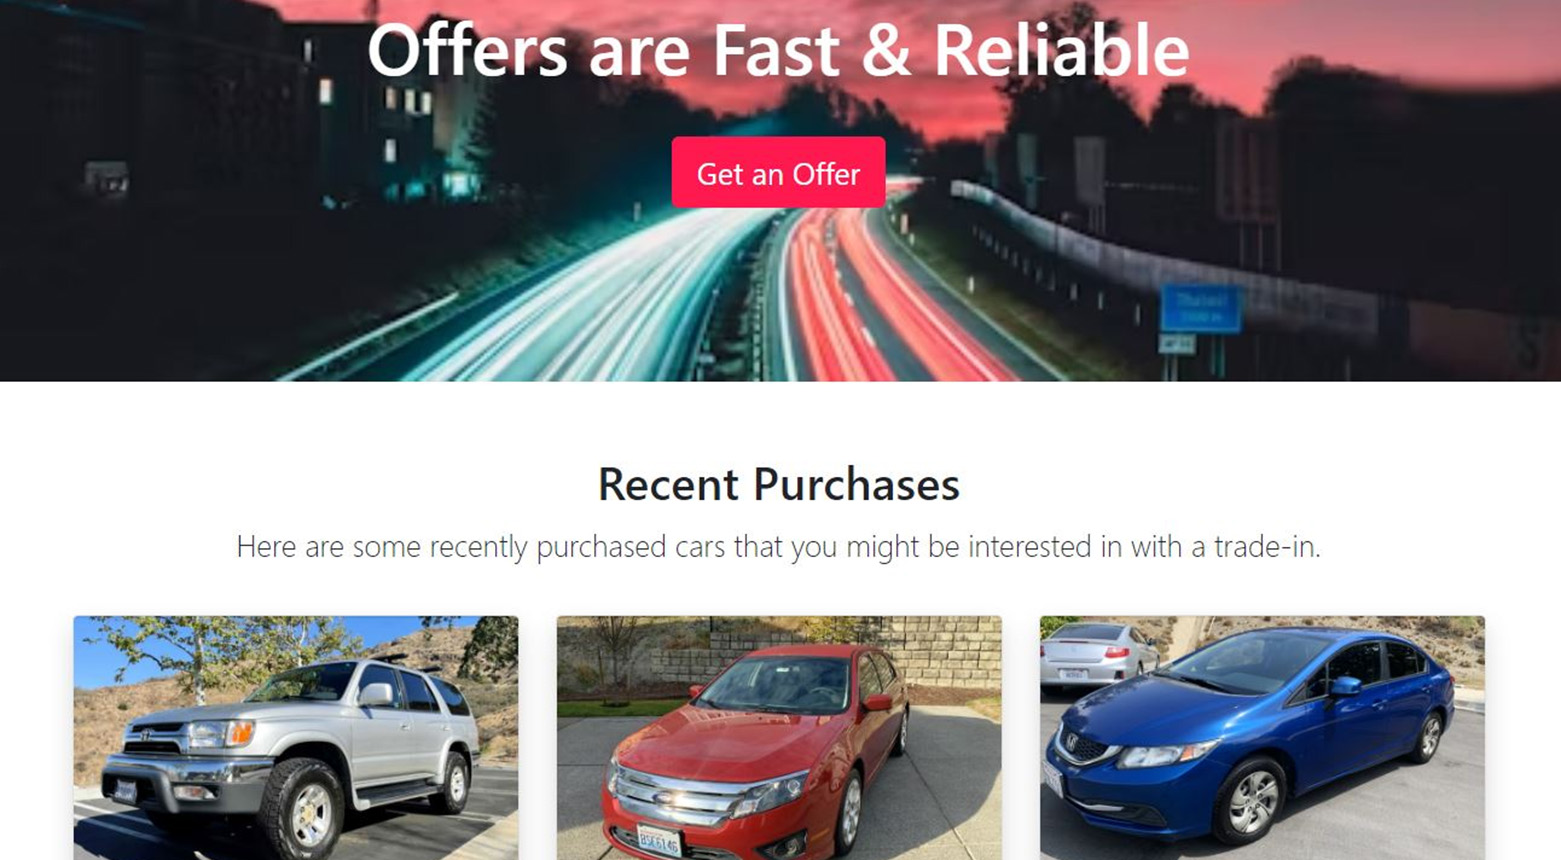 Offers are Fast & Reliable
Get an Offer
Recent Purchases
Here are some recently purchased cars that you might be interested in with a trade-in.